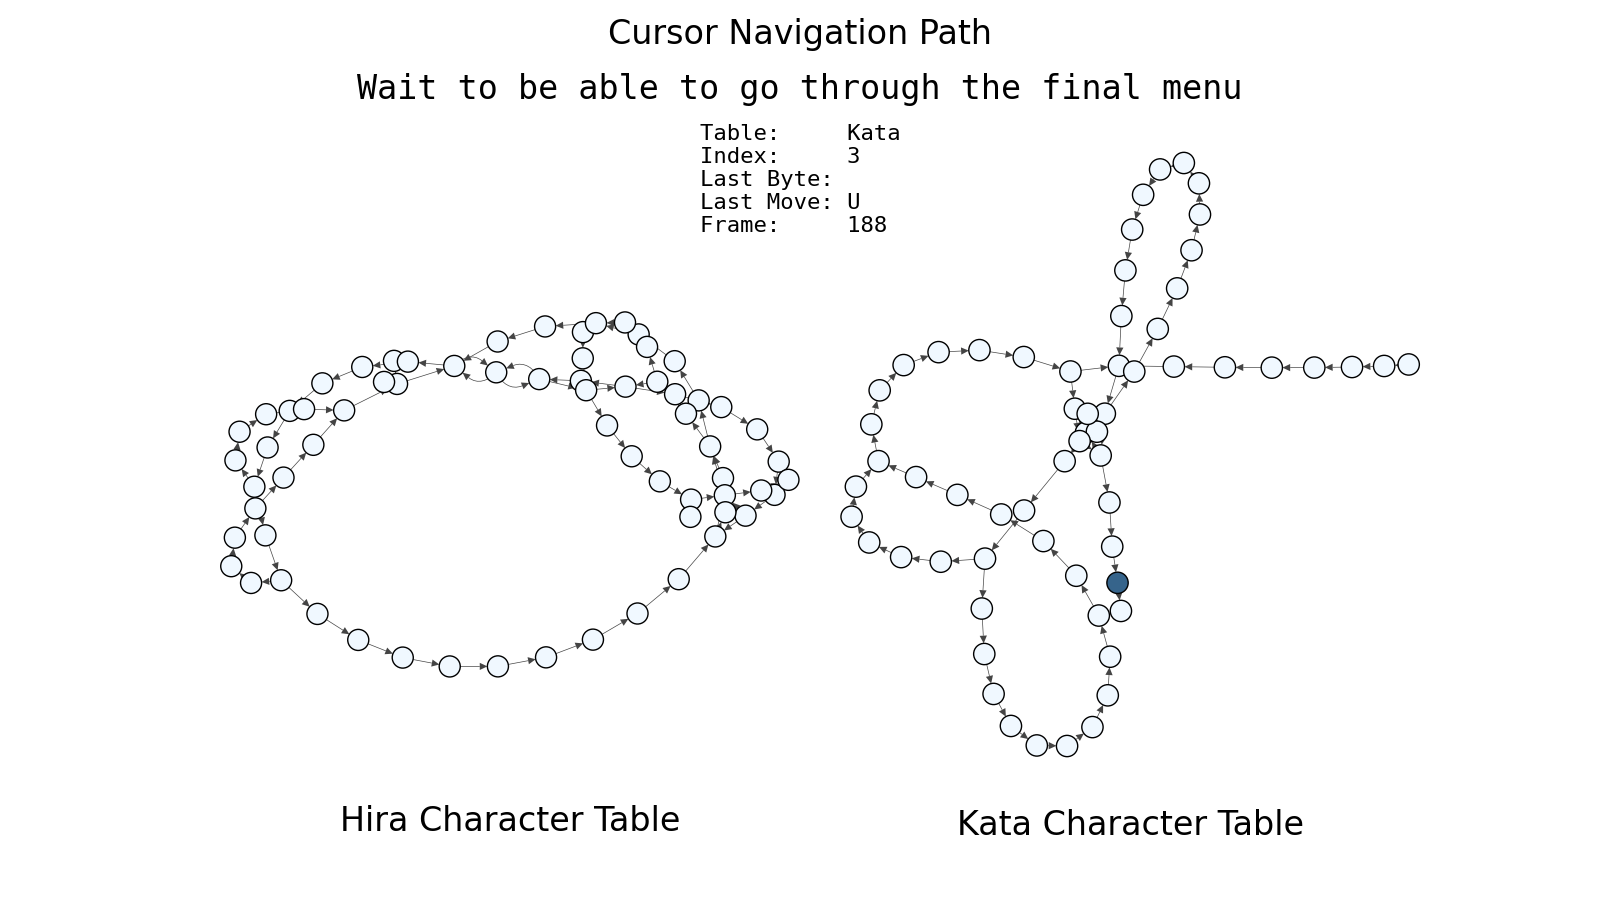 Cursor Navigation Path
Wait to be able to go through the final menu
Table: Kata
Index: 3
Last Byte:
Last Move: U
Frame: 188
Hira Character Table
Kata Character Table